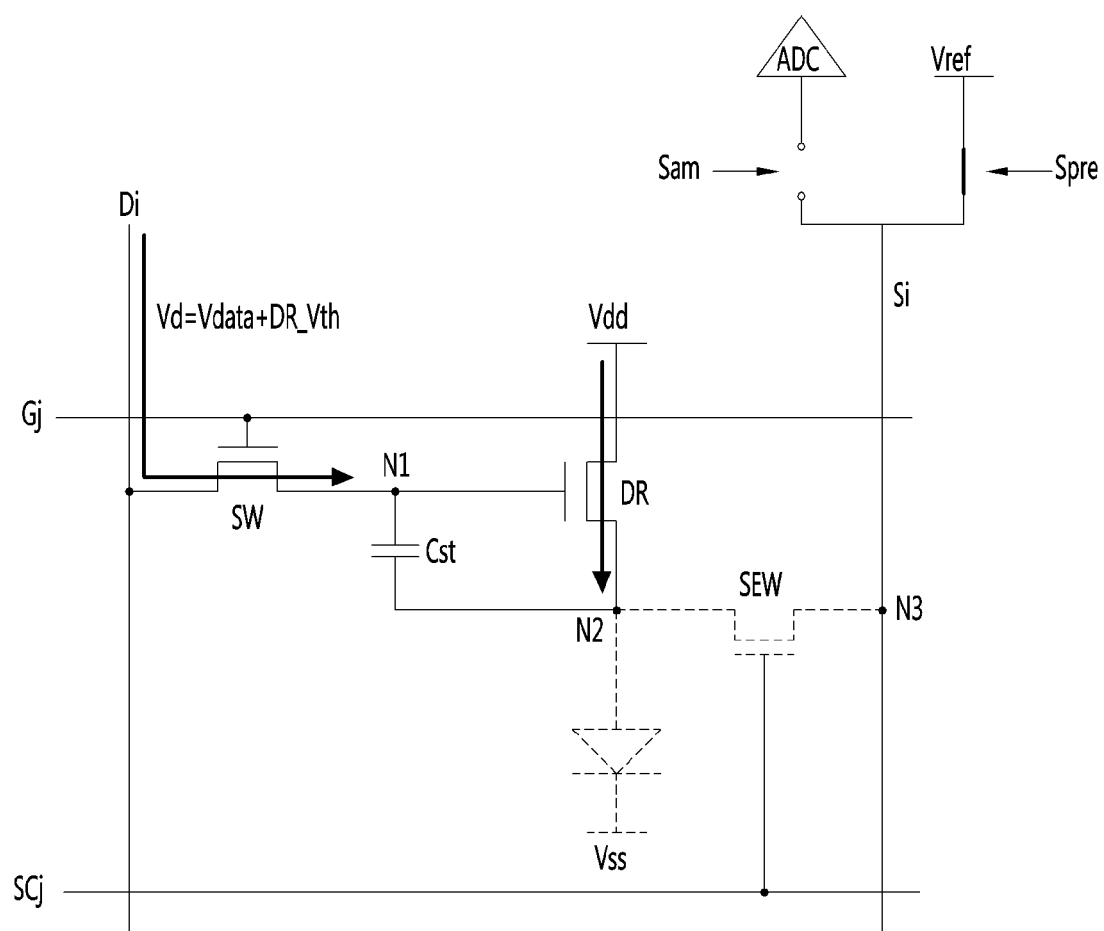 ADC
Vref
Sam
Spre
Di
Si
Vd=Vdata+DR_Vth
Vdd
Gj
N1
DR
SW
Cst
SEW
N2
N3
Vss
SCj